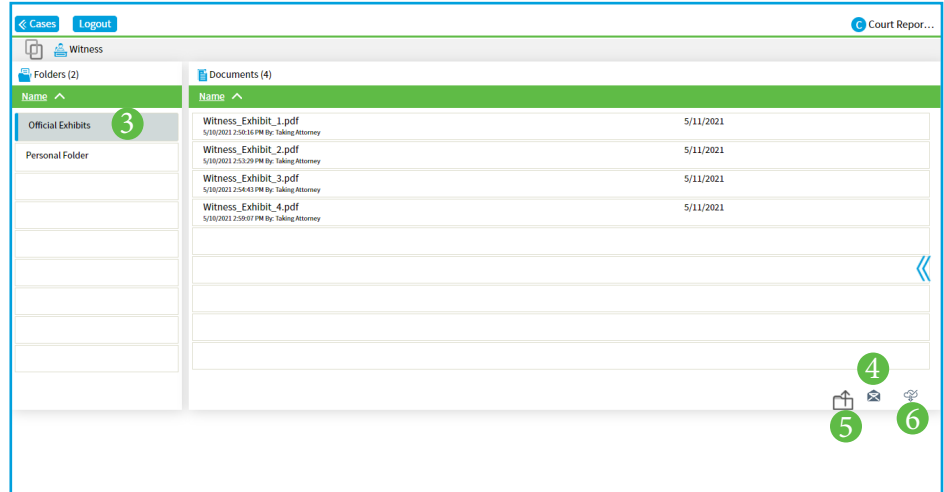 Cases Logout C Court Repor...
Witness
Folders (2) Documents (4)
Name Name
Official Exhibits 3
Personal Folder
Witness_Exhibit_1.pdf 5/11/2021
5/10/2021 2:50:16 PM By: Taking Attorney
Witness_Exhibit_2.pdf 5/11/2021
5/10/2021 2:53:29 PM By: Taking Attorney
Witness_Exhibit_3.pdf 5/11/2021
5/10/2021 2:54:43 PM By: Taking Attorney
Witness_Exhibit_4.pdf 5/11/2021
5/10/2021 2:59:07 PM By: Taking Attorney
4
5 6